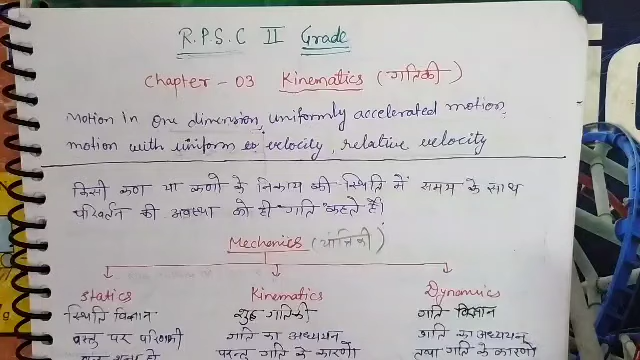 R.P.S.C II Grade
Chapter - 03 Kinematics (गतिकी)
Motion in one dimension, uniformly accelerated motion,
motion with uniform velocity, relative velocity
किसी कण या कणो के निकाय की स्थिति में समय के साथ
परिवर्तन की अवस्था को ही गति कहते हैं।
Mechanics (यांत्रिकी)
Statics Kinematics Dynamics
स्थिति विज्ञान शुद्ध गतिकी गति विज्ञान
वस्तु पर परिणामी गति का अध्ययन गति का अध्ययन
परन्तु गति के कारणो तथा गति के कारणो